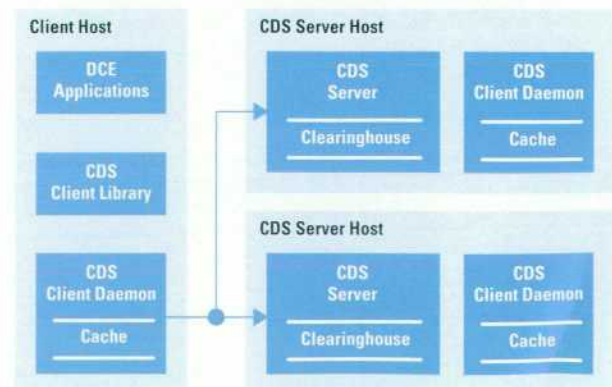 Client Host
DCE
Applications
CDS
Client Library
CDS
Client Daemon
Cache
CDS Server Host
CDS
Server
Clearinghouse
CDS
Client Daemon
Cache
CDS Server Host
CDS
Server
Clearinghouse
CDS
Client Daemon
Cache